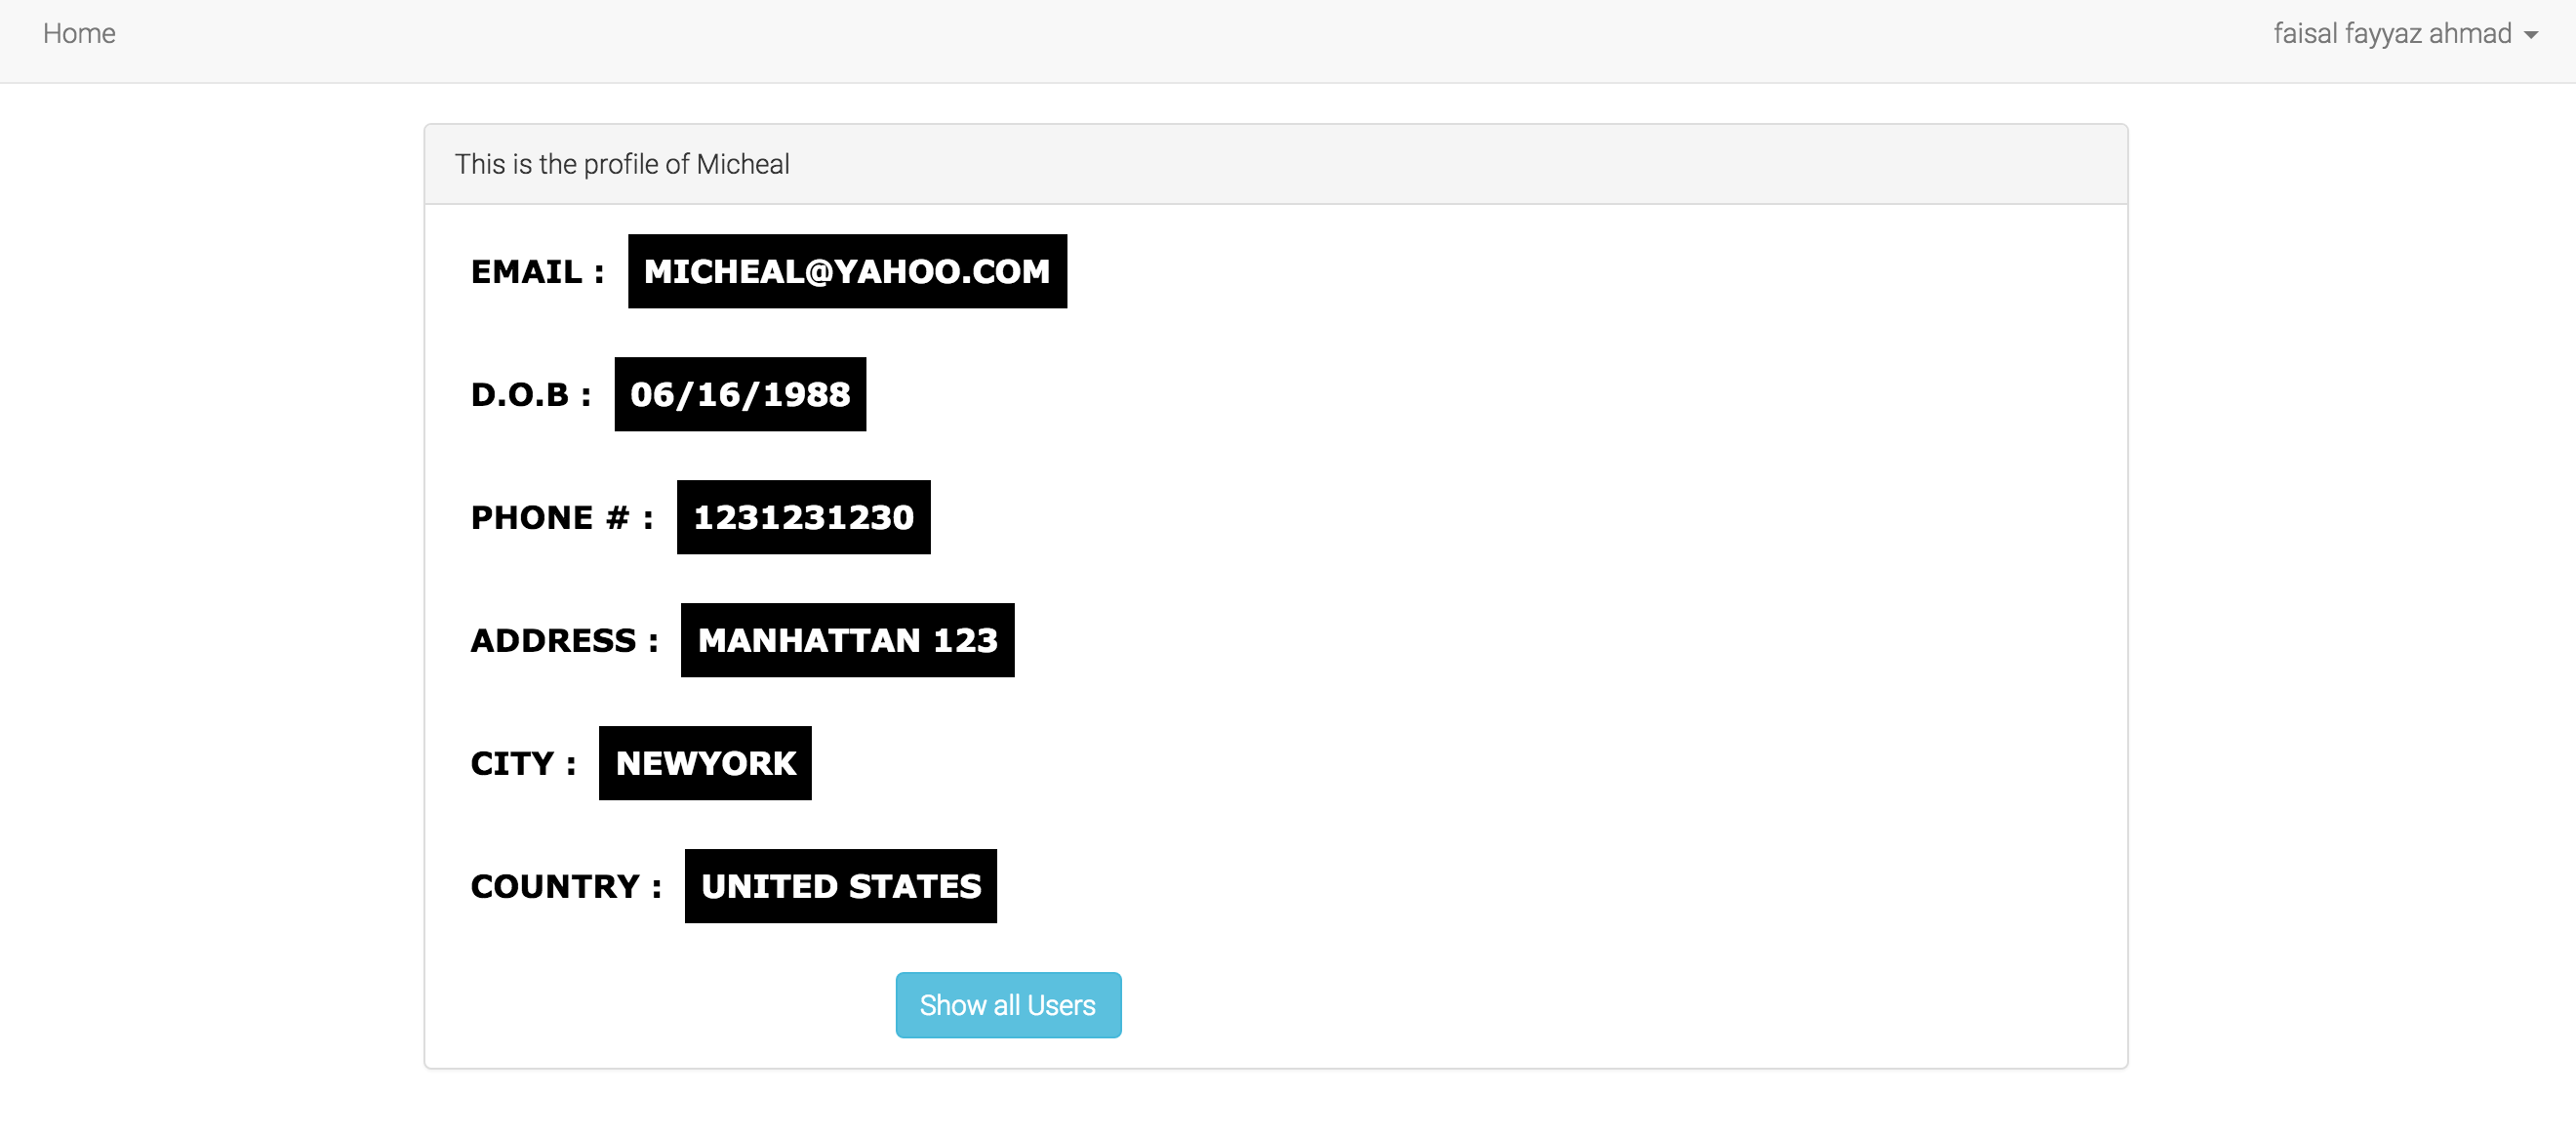 Home faisal fayyaz ahmad
This is the profile of Micheal
EMAIL : MICHEAL@YAHOO.COM
D.O.B : 06/16/1988
PHONE # : 1231231230
ADDRESS : MANHATTAN 123
CITY : NEWYORK
COUNTRY : UNITED STATES
Show all Users